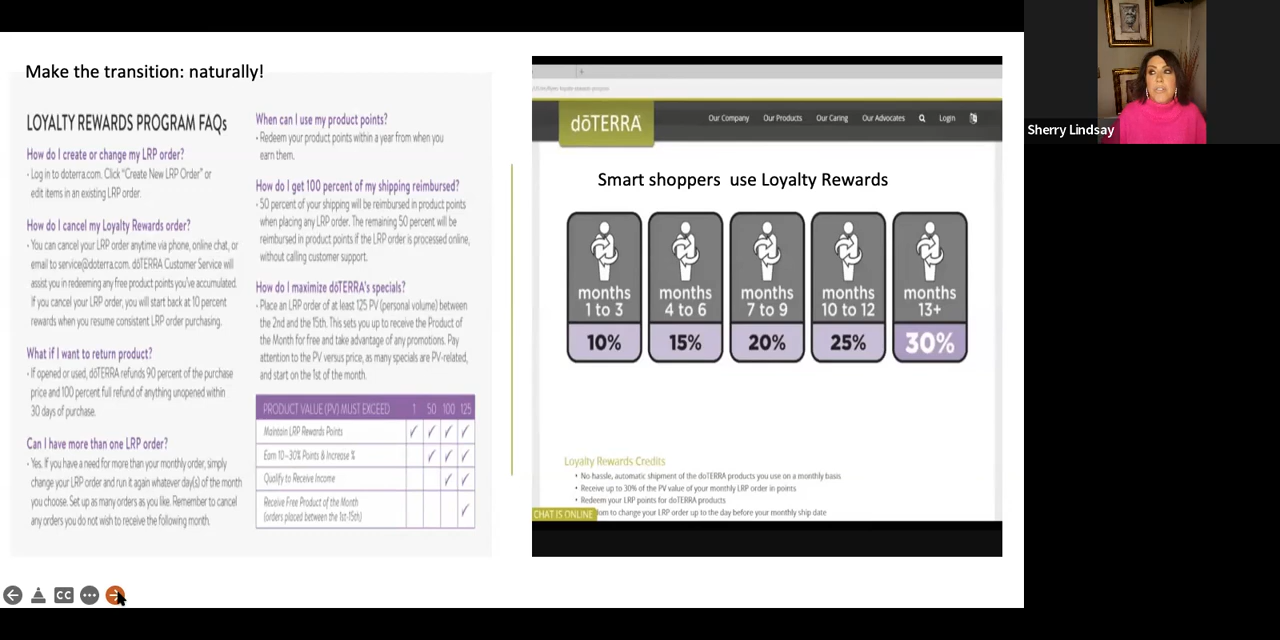 Make the transition: naturally!
LOYALTY REWARDS PROGRAM FAQs
How do I create or change my LRP order?
· Log in to doterra.com. Click “Create New LRP Order” or
edit items in an existing LRP order.
How do I cancel my Loyalty Rewards order?
· You can cancel your LRP order anytime via phone, online chat, or
email to service@doterra.com. dōTERRA Customer Service will
assist you in redeeming any free product points you've accumulated.
If you cancel your LRP order, you will start back at 10 percent
rewards when you resume consistent LRP order purchasing.
What if I want to return product?
· If opened or used, dōTERRA refunds 90 percent of the purchase
price and 100 percent full refund of anything unopened within
30 days of purchase.
Can I have more than one LRP order?
· Yes. If you have a need for more than your monthly order, simply
change your LRP order and run it again whatever day(s) of the month
you choose. Set up as many orders as you like. Remember to cancel
any orders you do not wish to receive the following month.
When can I use my product points?
· Redeem your product points within a year from when you
earn them.
How do I get 100 percent of my shipping reimbursed?
· 50 percent of your shipping will be reimbursed in product points
when placing any LRP order. The remaining 50 percent will be
reimbursed in product points if the LRP order is processed online,
without calling customer support.
How do I maximize dōTERRA's specials?
· Place an LRP order of at least 125 PV (personal volume) between
the 2nd and the 15th. This sets you up to receive the Product of
the Month for free and take advantage of any promotions. Pay
attention to the PV versus price, as many specials are PV-related,
and start on the 1st of the month.
PRODUCT VALUE (PV) MUST EXCEED 1 50 100 125
Maintain LRP Rewards Points ✓ ✓ ✓ ✓
Earn 10-30% Points & Increase % ✓ ✓ ✓
Qualify to Receive Income ✓ ✓
Receive Free Product of the Month
(orders placed between the 1st-15th) ✓
dōTERRA
Our Company Our Products Our Caring Our Advocates Login
Smart shoppers use Loyalty Rewards
months
1 to 3
10%
months
4 to 6
15%
months
7 to 9
20%
months
10 to 12
25%
months
13+
30%
Loyalty Rewards Credits
• No hassle, automatic shipment of the doTERRA products you use on a monthly basis
• Receive up to 30% of the PV value of your monthly LRP order in points
• Redeem your LRP points for doTERRA products
to change your LRP order up to the day before your monthly ship date
CHAT IS ONLINE
CC
Sherry Lindsay